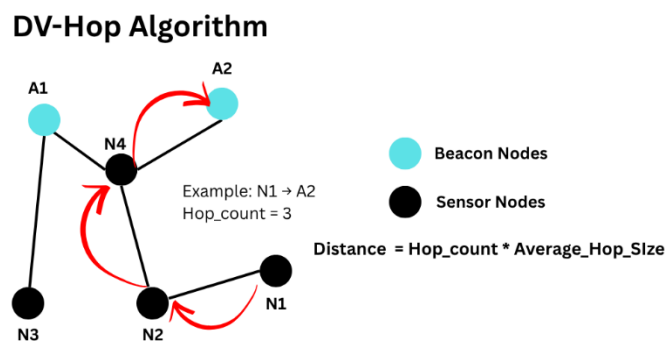 DV-Hop Algorithm
A2
A1
N4
Beacon Nodes
Example: N1 → A2
Hop_count = 3
Sensor Nodes
Distance = Hop_count * Average_Hop_SIze
N1
N3
N2